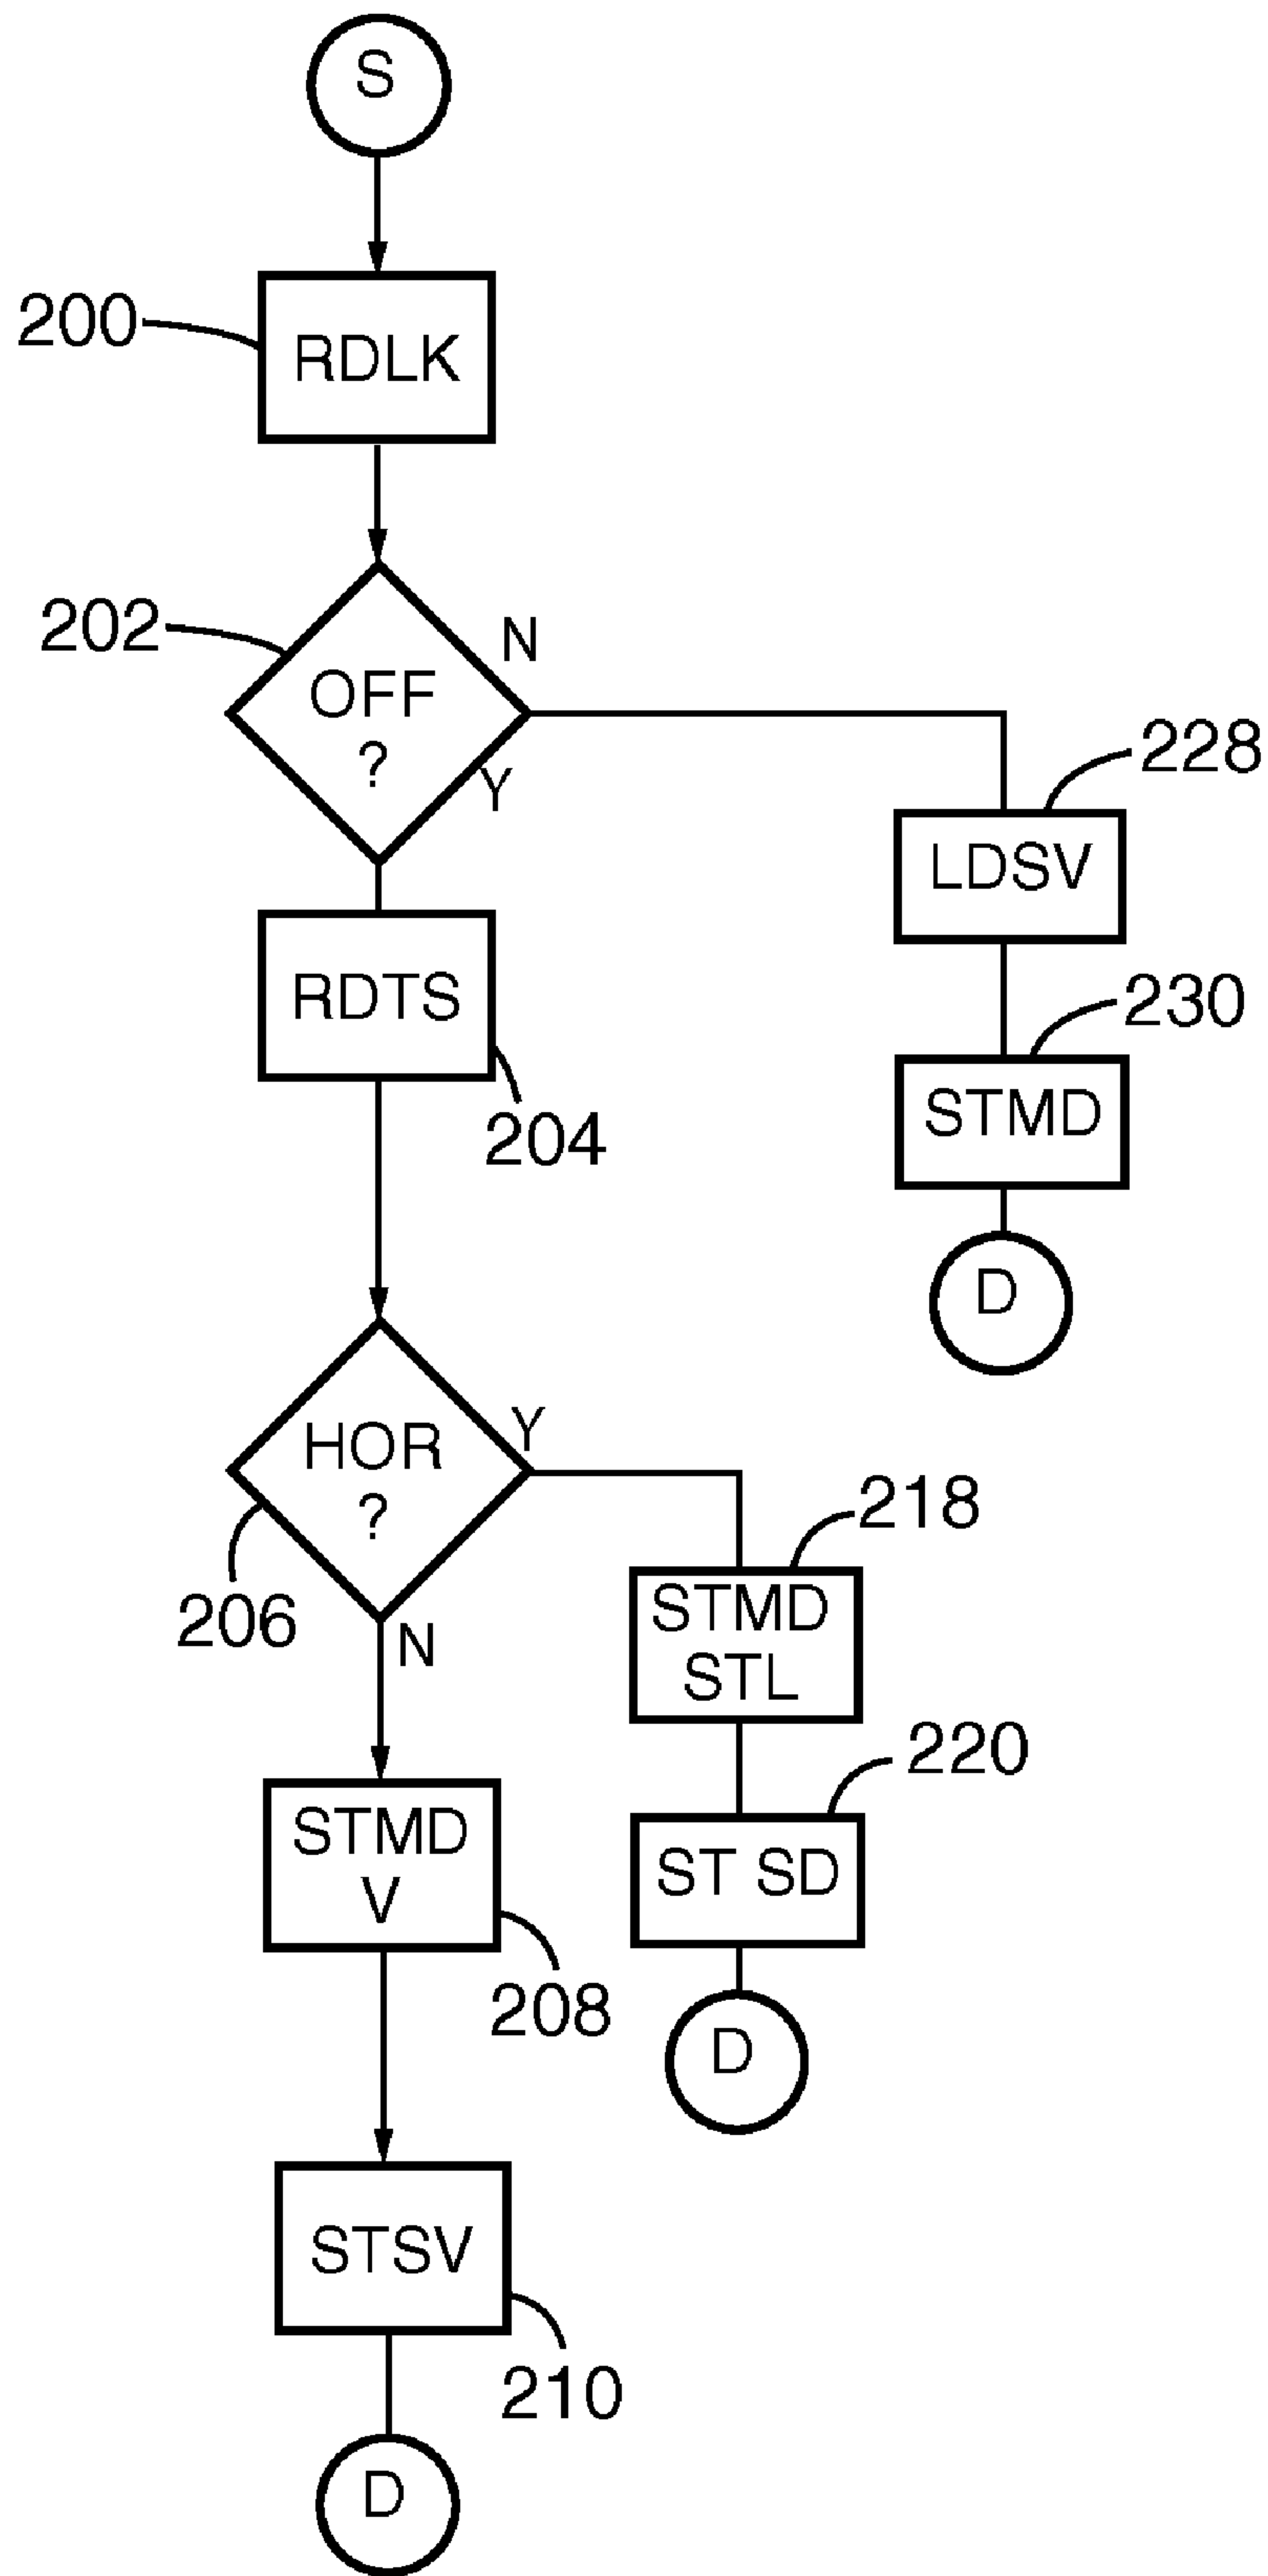 S
200
RDLK
202
OFF
?
N
Y
228
LDSV
RDTS
204
230
STMD
D
HOR
?
Y
206
N
218
STMD
STL
220
ST SD
D
STMD
V
208
STSV
210
D